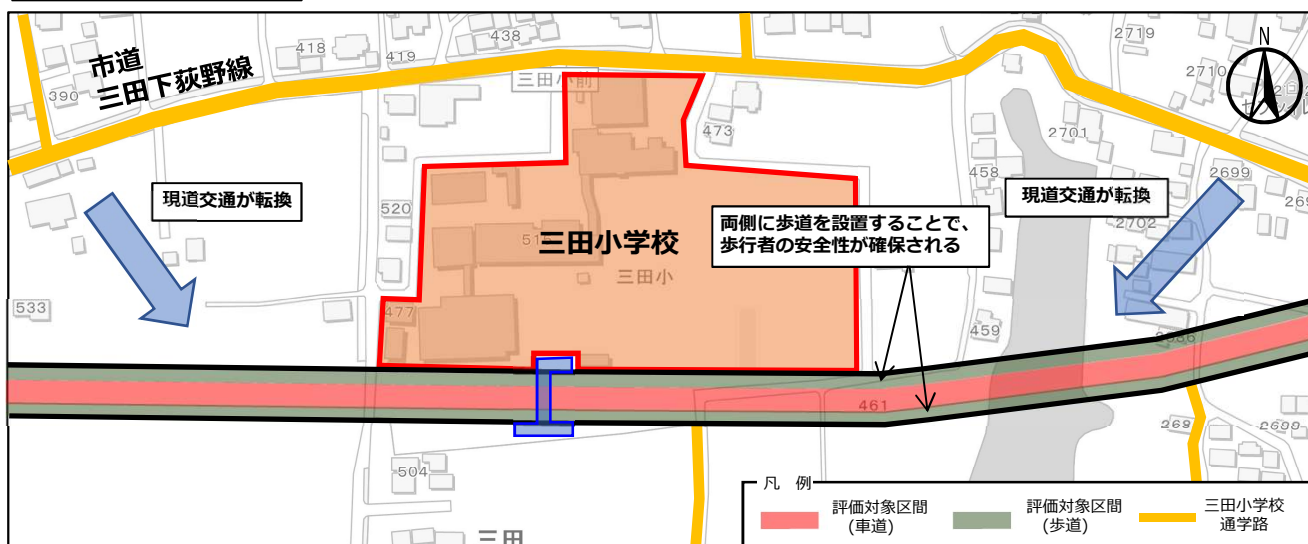 市道
三田下荻野線
390
418
419
438
三田小前
473
2719
2710
2701
458
2699
2702
N
現道交通が転換
現道交通が転換
両側に歩道を設置することで、
歩行者の安全性が確保される
520
三田小学校
三田小
477
533
459
461
504
三田
凡 例
評価対象区間
(車道)
評価対象区間
(歩道)
三田小学校
通学路